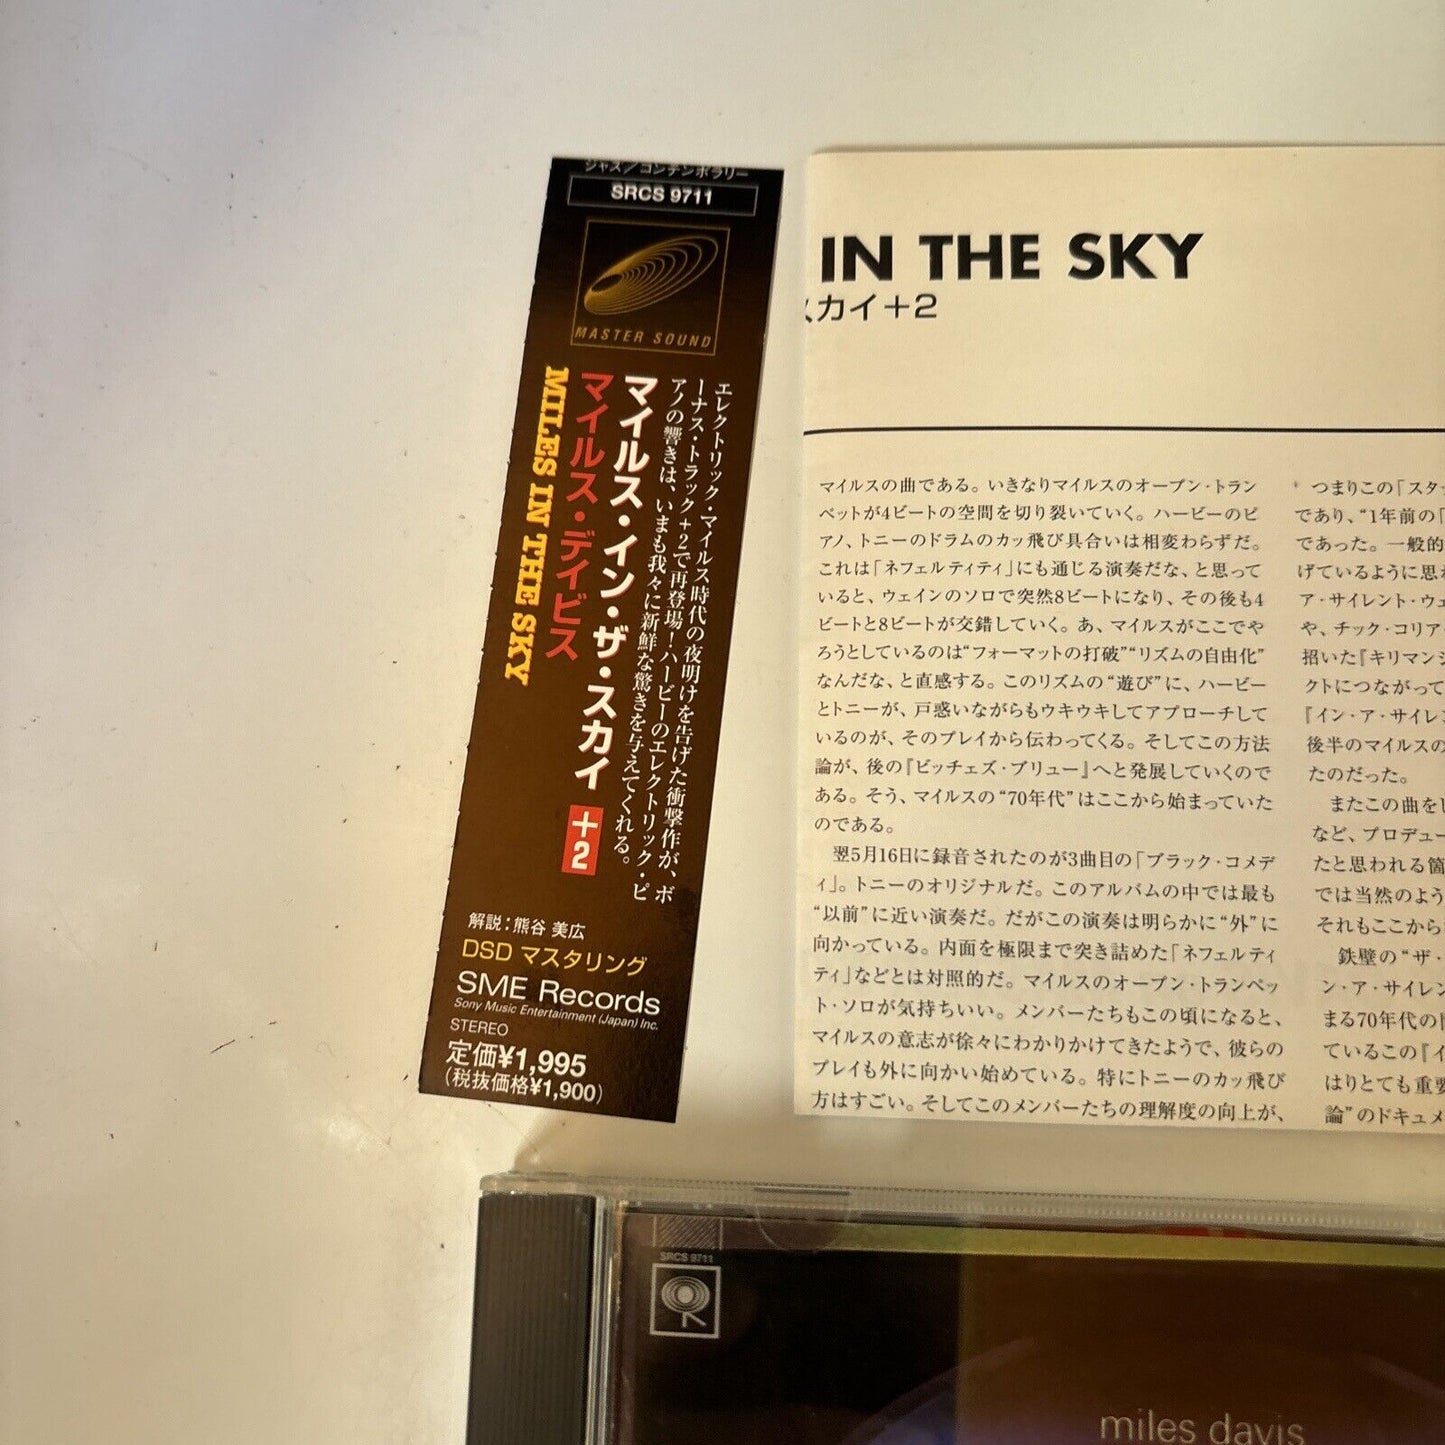 ジャズ／コンテンポラリー
SRCS 9711
MASTER SOUND
エレクトリック・マイルス時代の夜明けを告げた衝撃作が、ボ
ーナス・トラック+2で再登場！ハービーのエレクトリック・ピ
アノの響きは、いまも我々に新鮮な驚きを与えてくれる。
マイルス・イン・ザ・スカイ +2
マイルス・デイビス
MILES IN THE SKY
解説：熊谷 美広
DSD マスタリング
SME Records
Sony Music Entertainment (Japan) Inc.
STEREO
定価¥1,995
(税抜価格¥1,900)
IN THE SKY
スカイ+2
マイルスの曲である。いきなりマイルスのオープン・トラン
ペットが4ビートの空間を切り裂いていく。ハービーのピ
アノ、トニーのドラムのカッ飛び具合いは相変わらずだ。
これは「ネフェルティティ」にも通じる演奏だな、と思って
いると、ウェインのソロで突然8ビートになり、その後も4
ビートと8ビートが交錯していく。あ、マイルスがここでや
ろうとしているのは“フォーマットの打破”“リズムの自由化”
なんだな、と直感する。このリズムの“遊び”に、ハービー
とトニーが、戸惑いながらもウキウキしてアプローチして
いるのが、そのプレイから伝わってくる。そしてこの方法
論が、後の『ビッチェズ・ブリュー』へと発展していくので
ある。そう、マイルスの“70年代”はここから始まっていた
のである。
翌5月16日に録音されたのが3曲目の「ブラック・コメデ
ィ」。トニーのオリジナルだ。このアルバムの中では最も
“以前”に近い演奏だ。だがこの演奏は明らかに“外”に
向かっている。内面を極限まで突き詰めた「ネフェルティ
ティ」などとは対照的だ。マイルスのオープン・トランペッ
ト・ソロが気持ちいい。メンバーたちもこの頃になると、
マイルスの意志が徐々にわかりかけてきたようで、彼らの
プレイも外に向かい始めている。特にトニーのカッ飛び
方はすごい。そしてこのメンバーたちの理解度の向上が、
つまりこの「スタ
であり、“1年前の「
であった。一般的
げているように思わ
ア・サイレント・ウェ
や、チック・コリア・
招いた『キリマンジ
クトにつながって
『イン・ア・サイレン
後半のマイルスの
たのだった。
またこの曲をし
など、プロデュー
たと思われる箇
では当然のよう
それもここから
鉄壁の“ザ・
ン・ア・サイレン
まる70年代の
ているこの『イ
はりとても重要
論”のドキュメ
SRCS 9711
miles davis